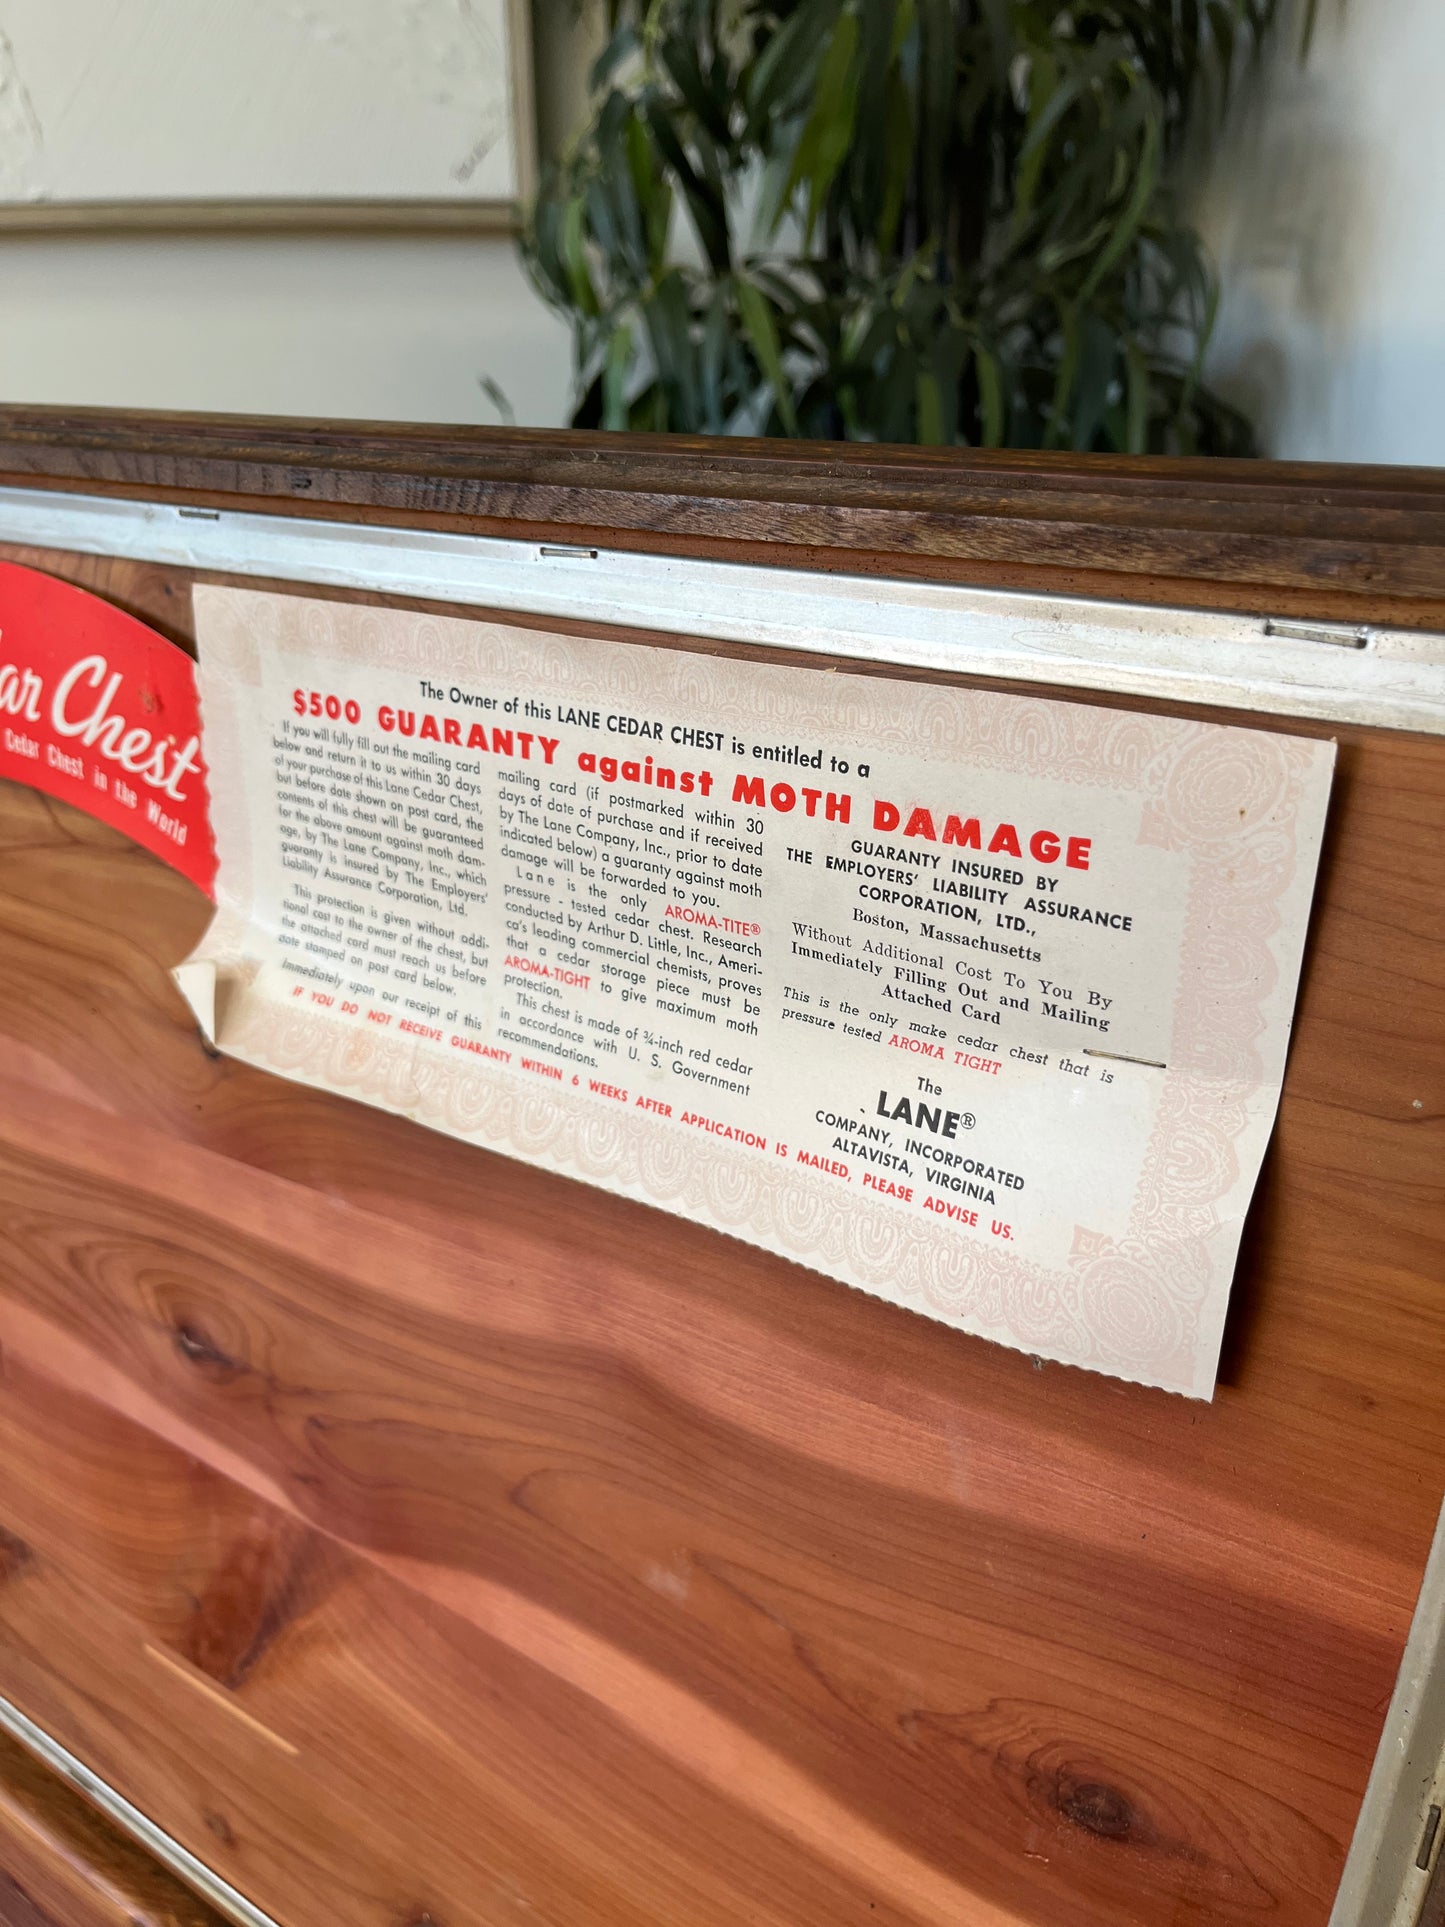 ar Chest
Cedar Chest in the World
The Owner of this LANE CEDAR CHEST is entitled to a
$500 GUARANTY against MOTH DAMAGE
If you will fully fill out the mailing card
below and return it to us within 30 days
of your purchase of this Lane Cedar Chest,
but before date shown on post card, the
contents of this chest will be guaranteed
for the above amount against moth dam-
age, by The Lane Company, Inc., which
guaranty is insured by The Employers'
Liability Assurance Corporation, Ltd.
This protection is given without addi-
tional cost to the owner of the chest, but
the attached card must reach us before
date stamped on post card below.
Immediately upon our receipt of this
mailing card (if postmarked within 30
days of date of purchase and if received
by The Lane Company, Inc., prior to date
indicated below) a guaranty against moth
damage will be forwarded to you.
Lane is the only AROMA-TITE®
pressure - tested cedar chest. Research
conducted by Arthur D. Little, Inc., Ameri-
ca's leading commercial chemists, proves
that a cedar storage piece must be
AROMA-TIGHT to give maximum moth
protection.
This chest is made of ¾-inch red cedar
in accordance with U. S. Government
recommendations.
GUARANTY INSURED BY
THE EMPLOYERS' LIABILITY ASSURANCE
CORPORATION, LTD.,
Boston, Massachusetts
Without Additional Cost To You By
Immediately Filling Out and Mailing
Attached Card
This is the only make cedar chest that is
pressure tested AROMA TIGHT
The
LANE®
COMPANY, INCORPORATED
ALTAVISTA, VIRGINIA
IF YOU DO NOT RECEIVE GUARANTY WITHIN 6 WEEKS AFTER APPLICATION IS MAILED, PLEASE ADVISE US.